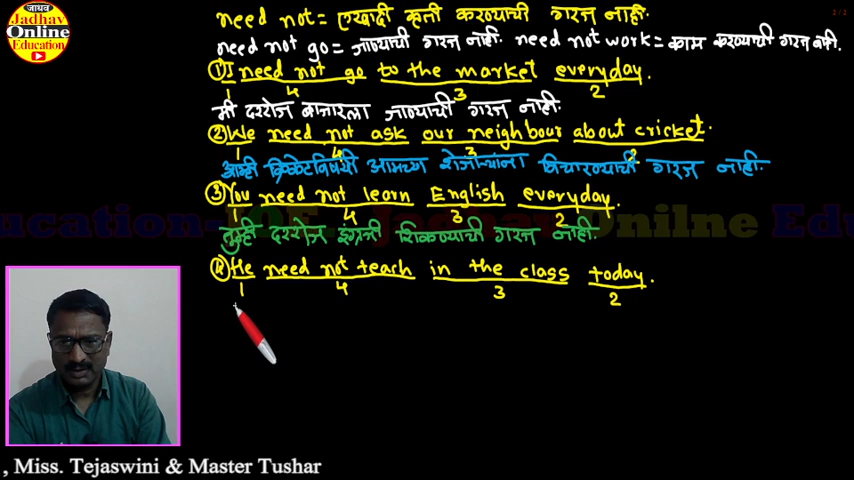 जाधव
Jadhav
Online
Education
2 / 2
need not = एखादी कृती करण्याची गरज नाही.
need not go = जाण्याची गरज नाही. need not work = काम करण्याची गरज नाही.
① I need not go to the market everyday.
1 4 3 2
मी दररोज बाजारला जाण्याची गरज नाही.
② We need not ask our neighbour about cricket.
1 4 3 2
आम्ही क्रिकेटविषयी आमच्या शेजाऱ्यांना विचारण्याची गरज नाही.
③ You need not learn English everyday.
1 4 3 2
तुम्ही दररोज इंग्रजी शिकण्याची गरज नाही.
④ He need not teach in the class today.
1 4 3 2
, Miss. Tejaswini & Master Tushar